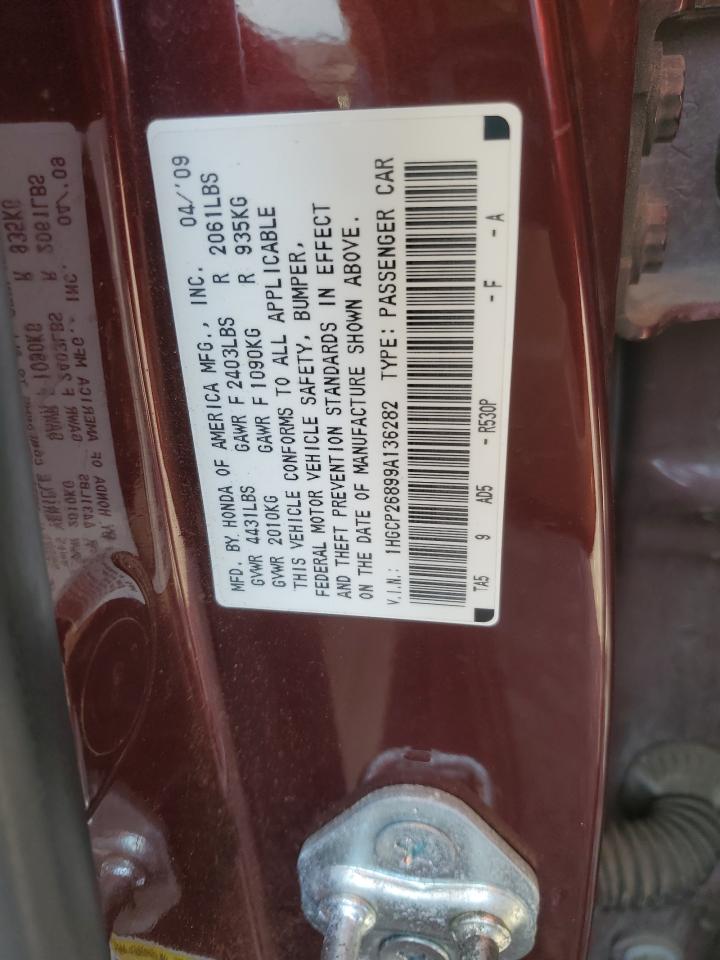 MFD. BY HONDA OF AMERICA MFG., INC. 04/'09
GVWR 4431LBS GAWR F 2403LBS R 2061LBS
GVWR 2010KG GAWR F 1090KG R 935KG
THIS VEHICLE CONFORMS TO ALL APPLICABLE
FEDERAL MOTOR VEHICLE SAFETY, BUMPER,
AND THEFT PREVENTION STANDARDS IN EFFECT
ON THE DATE OF MANUFACTURE SHOWN ABOVE.
V.I.N.: 1HGCP26899A136282 TYPE: PASSENGER CAR
TA5 9 AD5 - R530P - F - A